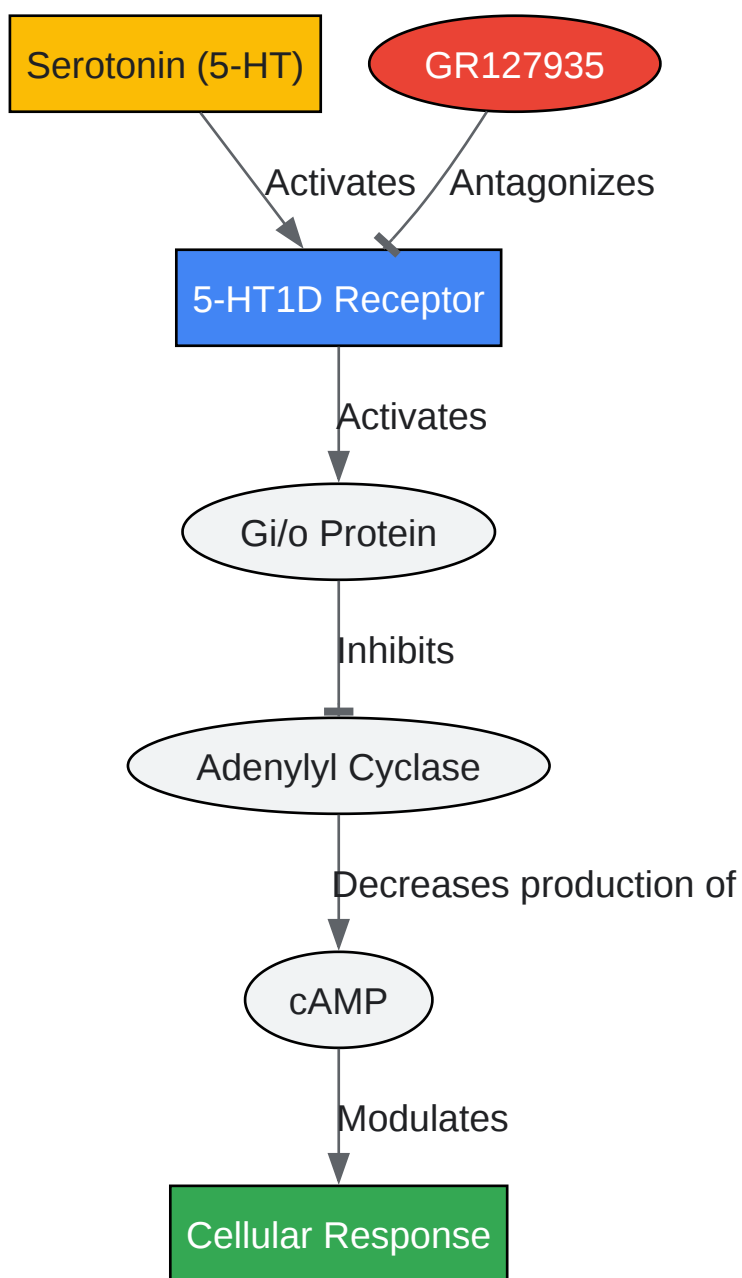 Serotonin (5-HT)
GR127935
Activates
Antagonizes
5-HT1D Receptor
Activates
Gi/o Protein
Inhibits
Adenylyl Cyclase
Decreases production of
cAMP
Modulates
Cellular Response